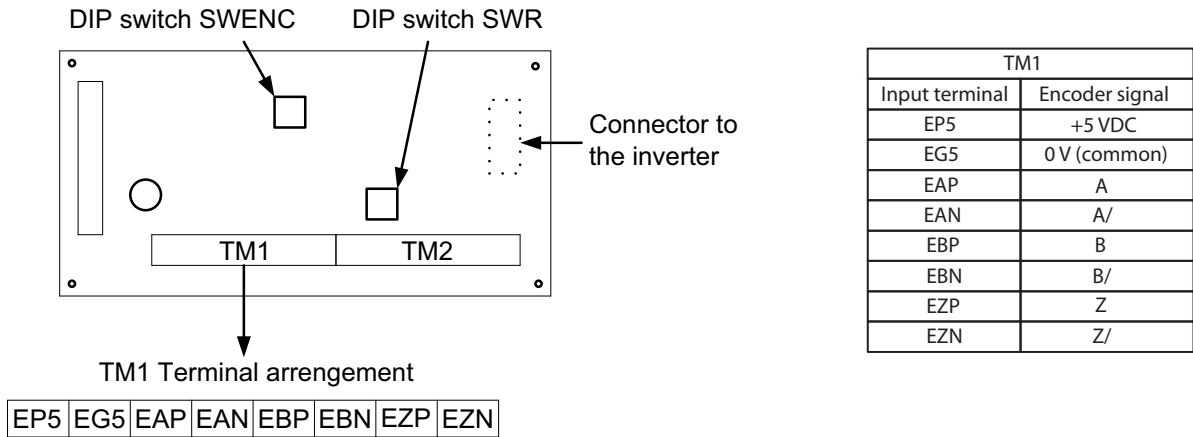 DIP switch SWENC
DIP switch SWR
Connector to
the inverter
TM1 TM2
TM1 Terminal arrengement
EP5 EG5 EAP EAN EBP EBN EZP EZN
TM1
Input terminal Encoder signal
EP5 +5 VDC
EG5 0 V (common)
EAP A
EAN A/
EBP B
EBN B/
EZP Z
EZN Z/